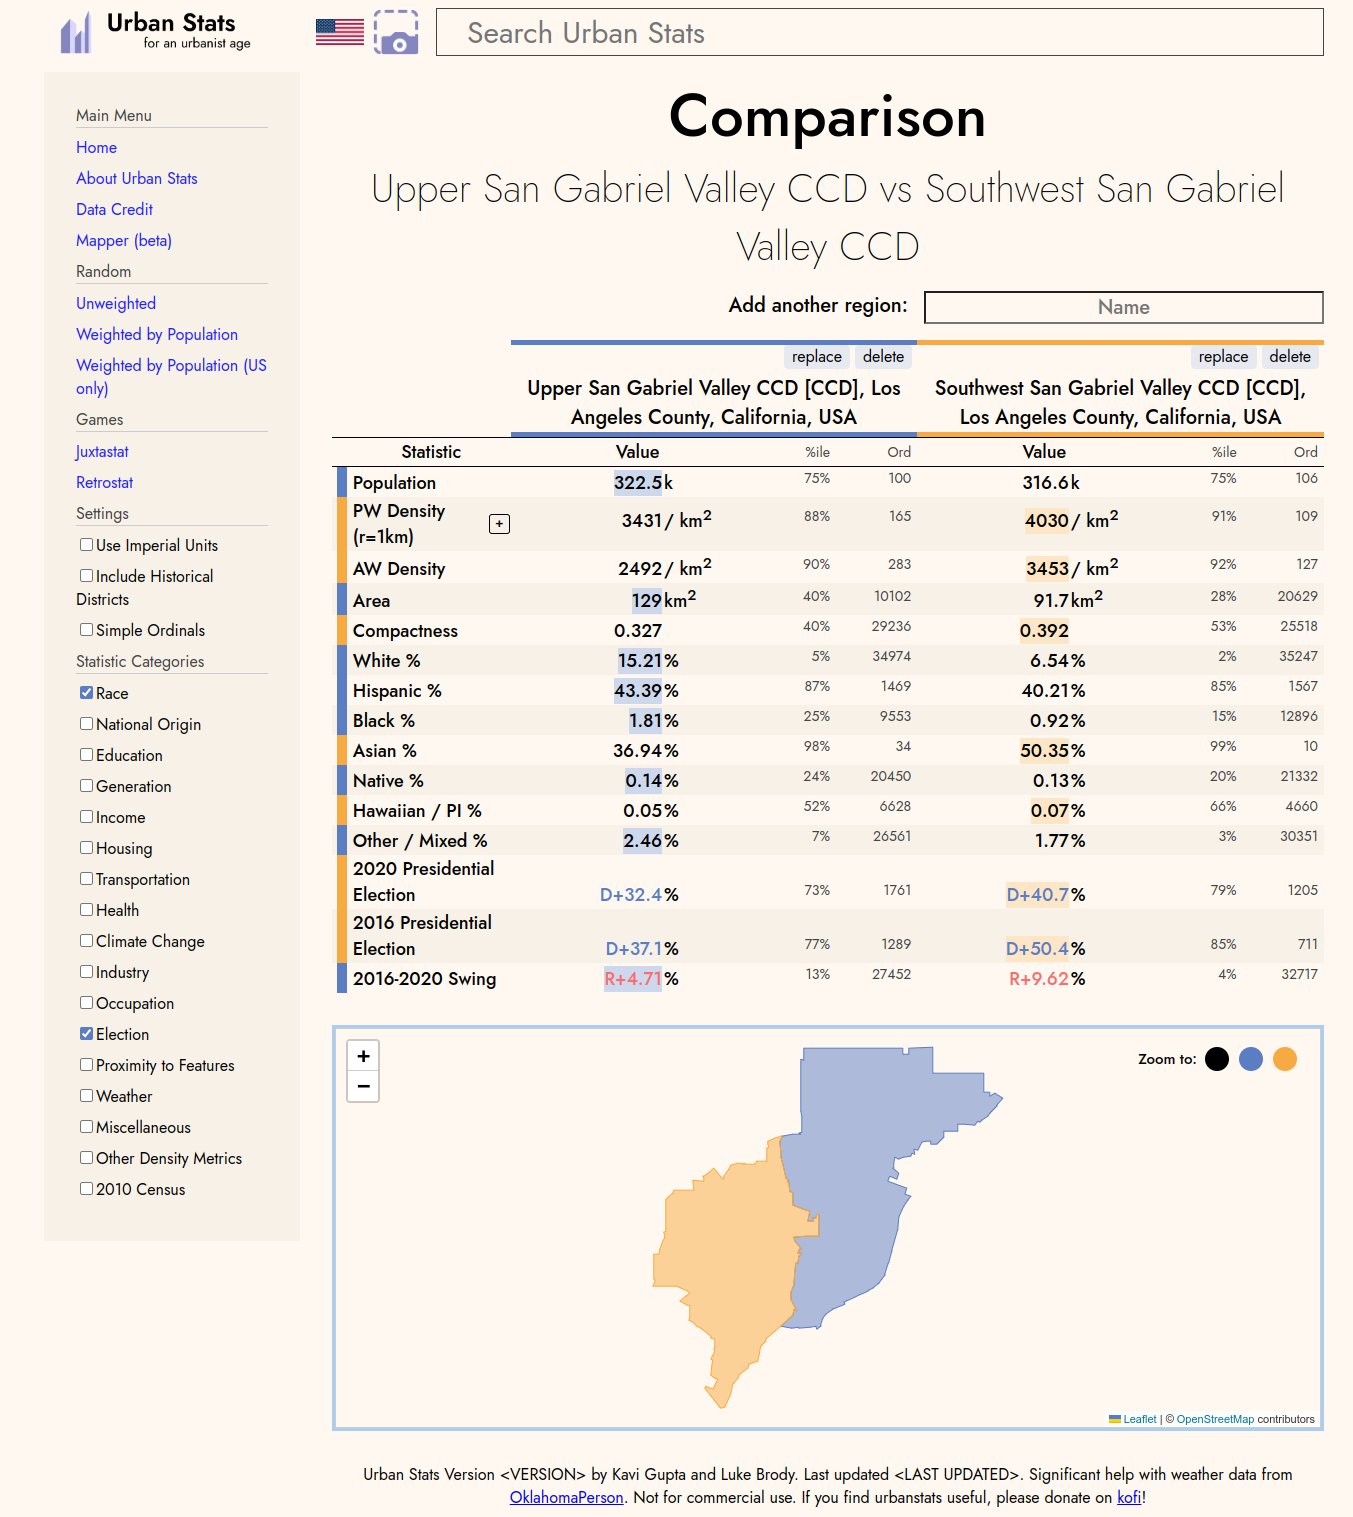 Urban Stats
for an urbanist age
Search Urban Stats
Main Menu
Home
About Urban Stats
Data Credit
Mapper (beta)
Random
Unweighted
Weighted by Population
Weighted by Population (US
only)
Games
Juxtastat
Retrostat
Settings
Use Imperial Units
Include Historical
Districts
Simple Ordinals
Statistic Categories
Race
National Origin
Education
Generation
Income
Housing
Transportation
Health
Climate Change
Industry
Occupation
Election
Proximity to Features
Weather
Miscellaneous
Other Density Metrics
2010 Census
Comparison
Upper San Gabriel Valley CCD vs Southwest San Gabriel
Valley CCD
Add another region: Name
replace delete replace delete
Upper San Gabriel Valley CCD [CCD], Los
Angeles County, California, USA
Southwest San Gabriel Valley CCD [CCD],
Los Angeles County, California, USA
Statistic Value %ile Ord Value %ile Ord
Population 322.5k 75% 100 316.6k 75% 106
PW Density
(r=1km) + 3431/ km² 88% 165 4030/ km² 91% 109
AW Density 2492/ km² 90% 283 3453/ km² 92% 127
Area 129km² 40% 10102 91.7km² 28% 20629
Compactness 0.327 40% 29236 0.392 53% 25518
White % 15.21% 5% 34974 6.54% 2% 35247
Hispanic % 43.39% 87% 1469 40.21% 85% 1567
Black % 1.81% 25% 9553 0.92% 15% 12896
Asian % 36.94% 98% 34 50.35% 99% 10
Native % 0.14% 24% 20450 0.13% 20% 21332
Hawaiian / PI % 0.05% 52% 6628 0.07% 66% 4660
Other / Mixed % 2.46% 7% 26561 1.77% 3% 30351
2020 Presidential
Election D+32.4% 73% 1761 D+40.7% 79% 1205
2016 Presidential
Election D+37.1% 77% 1289 D+50.4% 85% 711
2016-2020 Swing R+4.71% 13% 27452 R+9.62% 4% 32717
+
−
Zoom to:
Leaflet | © OpenStreetMap contributors
Urban Stats Version <VERSION> by Kavi Gupta and Luke Brody. Last updated <LAST UPDATED>. Significant help with weather data from
OklahomaPerson. Not for commercial use. If you find urbanstats useful, please donate on kofi!